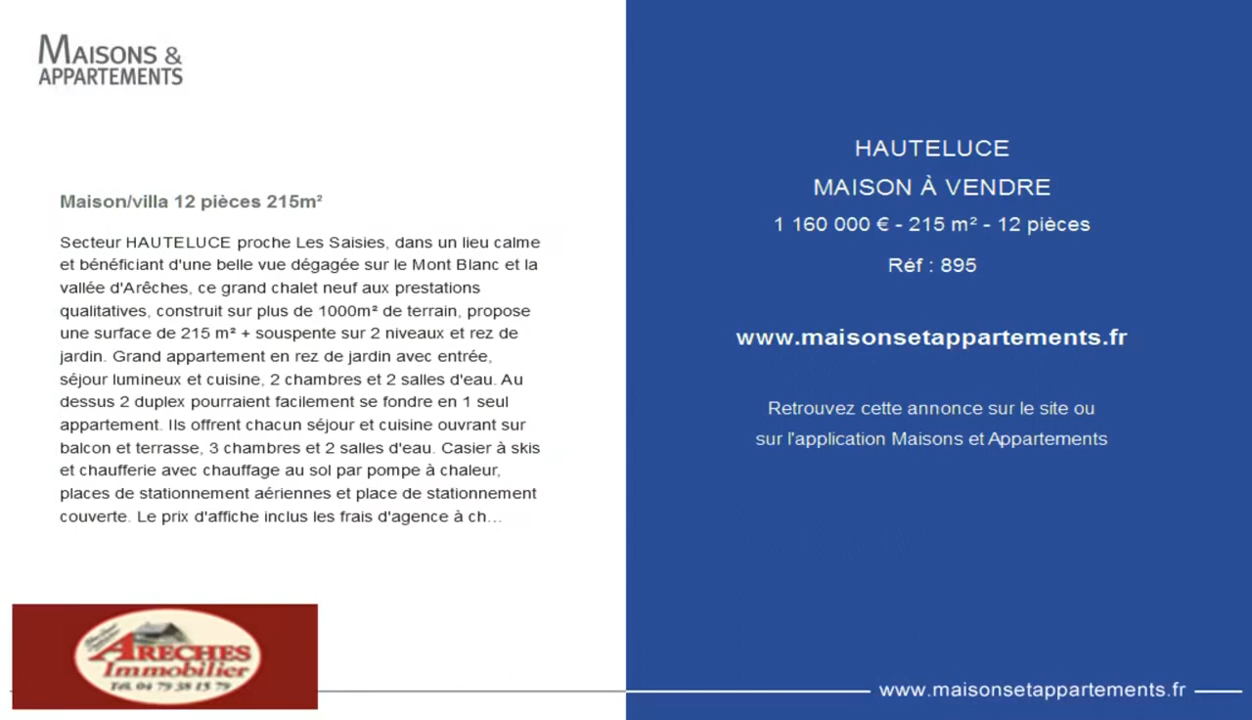 MAISONS &
APPARTEMENTS
Maison/villa 12 pièces 215m²
Secteur HAUTELUCE proche Les Saisies, dans un lieu calme
et bénéficiant d'une belle vue dégagée sur le Mont Blanc et la
vallée d'Arêches, ce grand chalet neuf aux prestations
qualitatives, construit sur plus de 1000m² de terrain, propose
une surface de 215 m² + souspente sur 2 niveaux et rez de
jardin. Grand appartement en rez de jardin avec entrée,
séjour lumineux et cuisine, 2 chambres et 2 salles d'eau. Au
dessus 2 duplex pourraient facilement se fondre en 1 seul
appartement. Ils offrent chacun séjour et cuisine ouvrant sur
balcon et terrasse, 3 chambres et 2 salles d'eau. Casier à skis
et chaufferie avec chauffage au sol par pompe à chaleur,
places de stationnement aériennes et place de stationnement
couverte. Le prix d'affiche inclus les frais d'agence à ch...
ARECHES
Immobilier
Tél. 04 79 38 15 79
HAUTELUCE
MAISON À VENDRE
1 160 000 € - 215 m² - 12 pièces
Réf : 895
www.maisonsetappartements.fr
Retrouvez cette annonce sur le site ou
sur l'application Maisons et Appartements
www.maisonsetappartements.fr